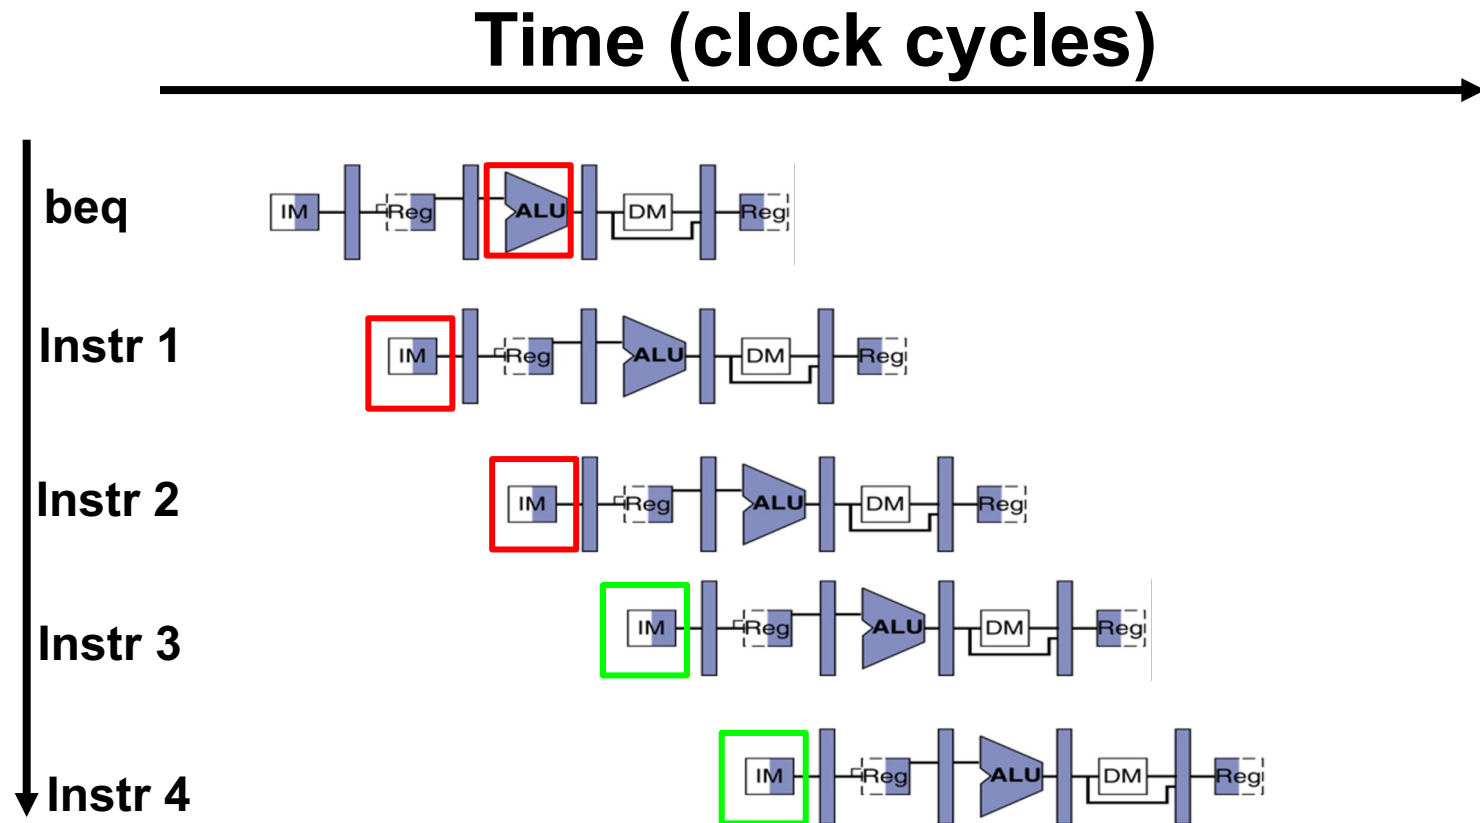 Time (clock cycles)
beq IM Reg ALU DM Reg
Instr 1 IM Reg ALU DM Reg
Instr 2 IM Reg ALU DM Reg
Instr 3 IM Reg ALU DM Reg
Instr 4 IM Reg ALU DM Reg